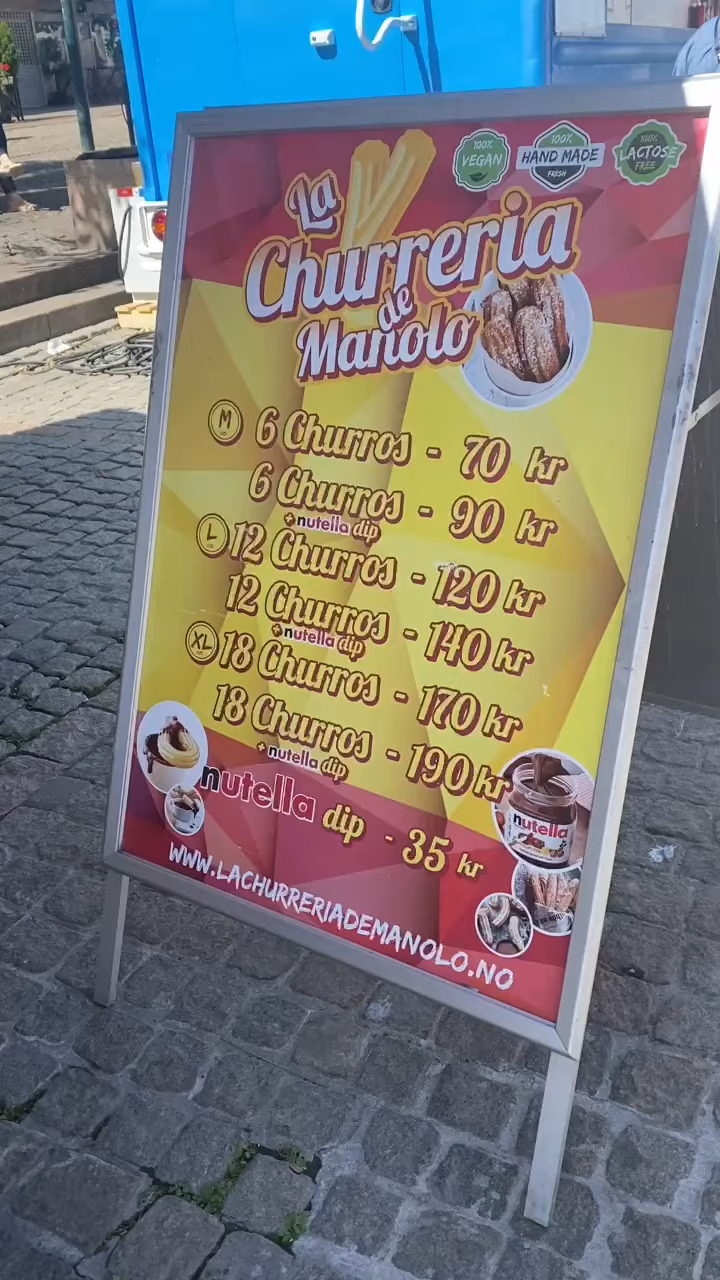 100% VEGAN
100% HAND MADE FRESH
100% LACTOSE FREE
La
Churreria
de
Manolo
M 6 Churros - 70 kr
6 Churros - 90 kr
+ nutella dip
L 12 Churros - 120 kr
12 Churros - 140 kr
+ nutella dip
XL 18 Churros - 170 kr
18 Churros - 190 kr
+ nutella dip
nutella dip - 35 kr
nutella
WWW.LACHURRERIADEMANOLO.NO